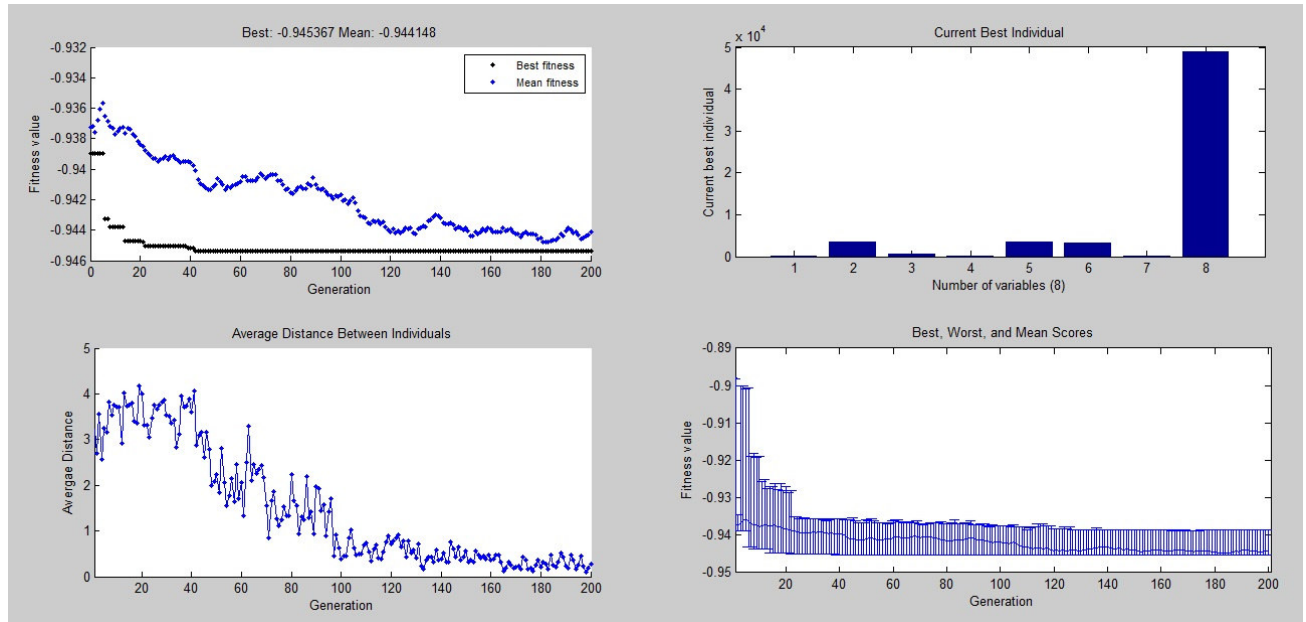 Best: -0.945367 Mean: -0.944148
-0.932
-0.934
-0.936
-0.938
-0.94
-0.942
-0.944
-0.946
Fitness value
Best fitness
Mean fitness
0 20 40 60 80 100 120 140 160 180 200
Generation
Current Best Individual
5 x 10^4
4
3
2
1
0
Current best individual
1 2 3 4 5 6 7 8
Number of variables (8)
Average Distance Between Individuals
5
4
3
2
1
0
Avergae Distance
0 20 40 60 80 100 120 140 160 180 200
Generation
Best, Worst, and Mean Scores
-0.89
-0.9
-0.91
-0.92
-0.93
-0.94
-0.95
Fitness value
20 40 60 80 100 120 140 160 180 200
Generation